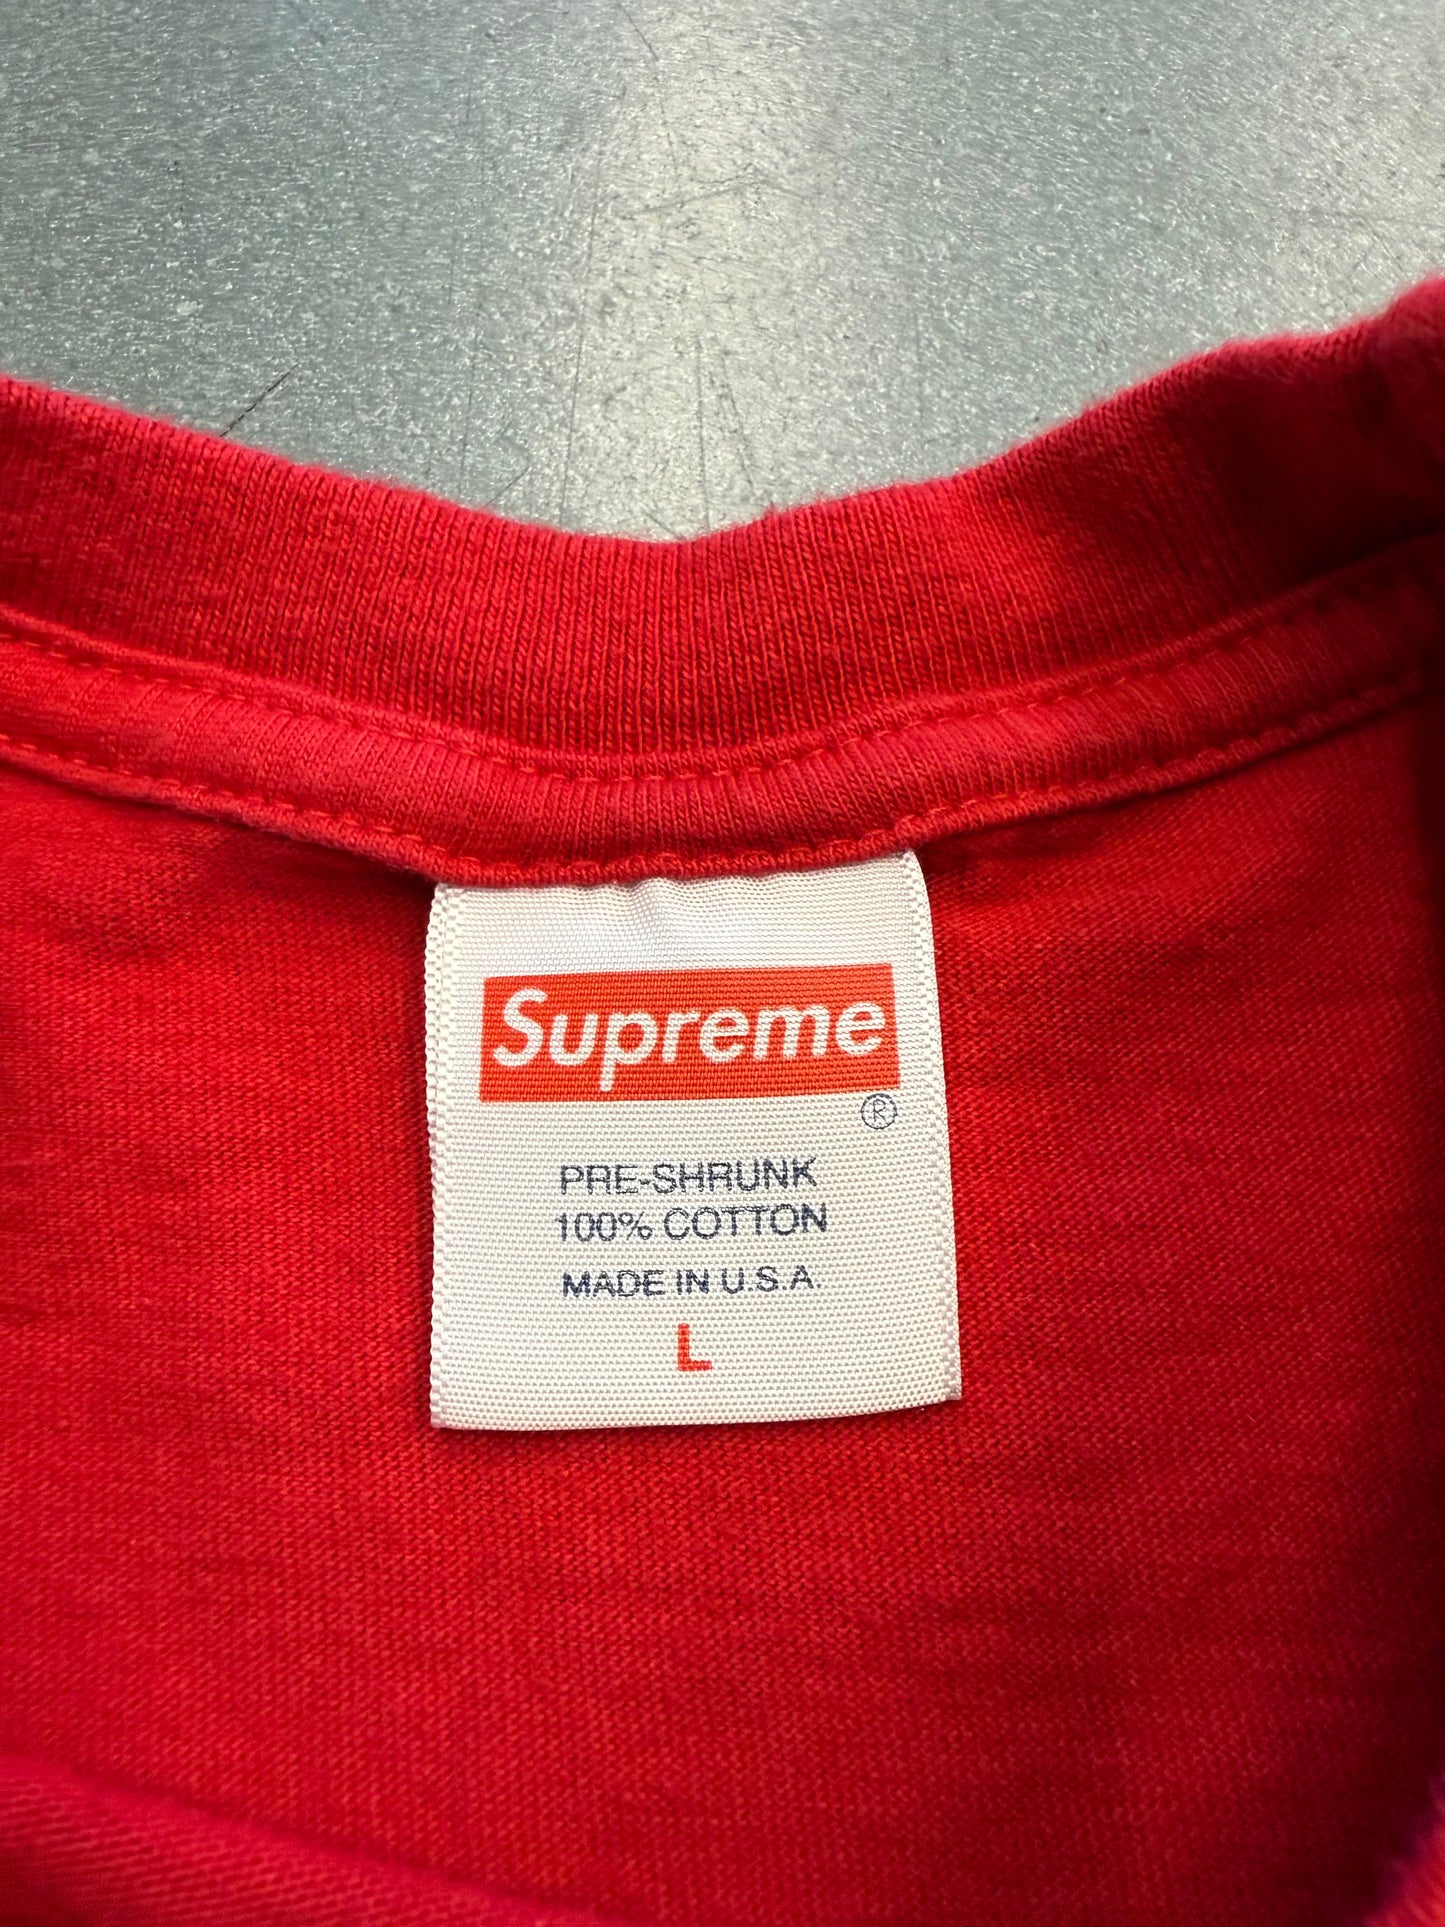 Supreme
®
PRE-SHRUNK
100% COTTON
MADE IN U.S.A.
L